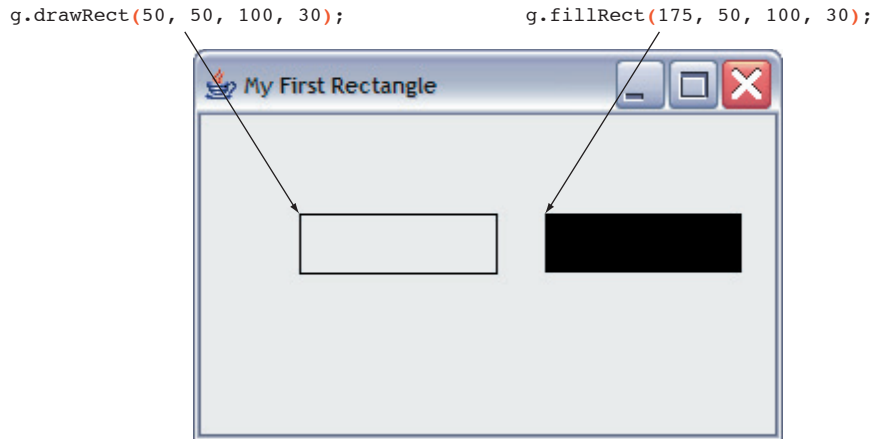 g.drawRect(50, 50, 100, 30); g.fillRect(175, 50, 100, 30);
My First Rectangle